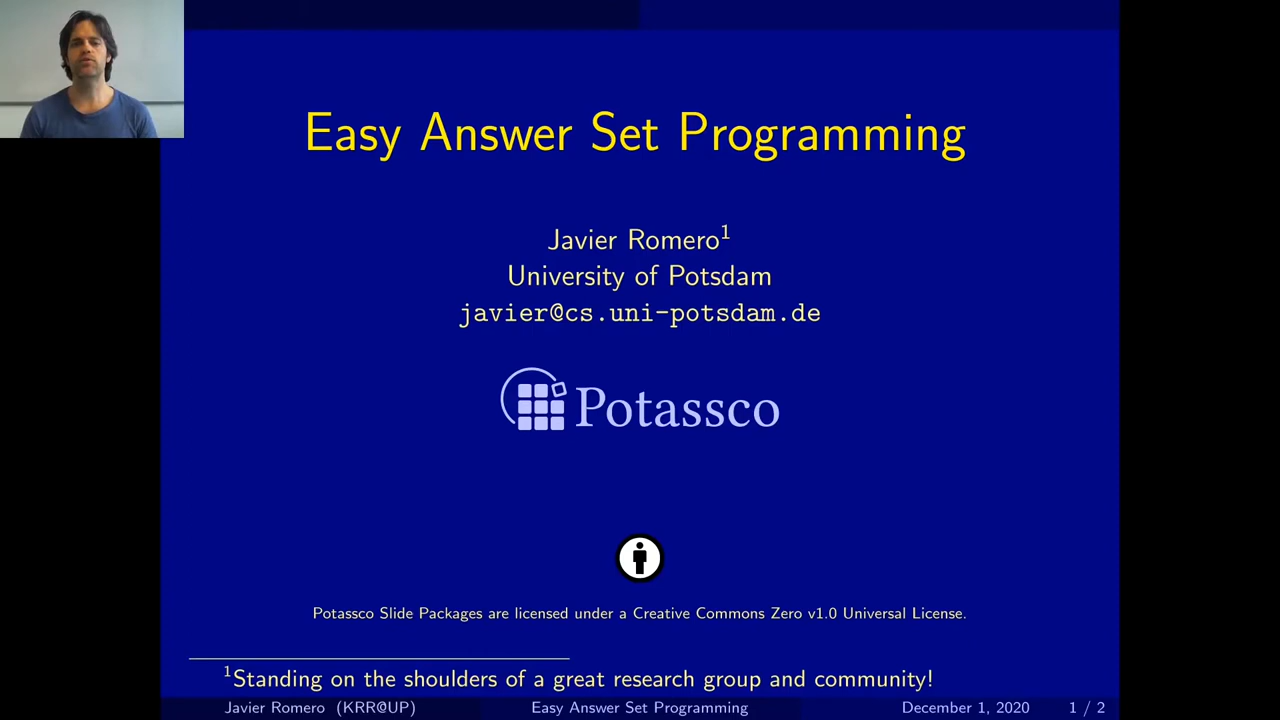 Easy Answer Set Programming
Javier Romero¹
University of Potsdam
javier@cs.uni-potsdam.de
Potassco
Potassco Slide Packages are licensed under a Creative Commons Zero v1.0 Universal License.
¹Standing on the shoulders of a great research group and community!
Javier Romero (KRR@UP) Easy Answer Set Programming December 1, 2020 1 / 2